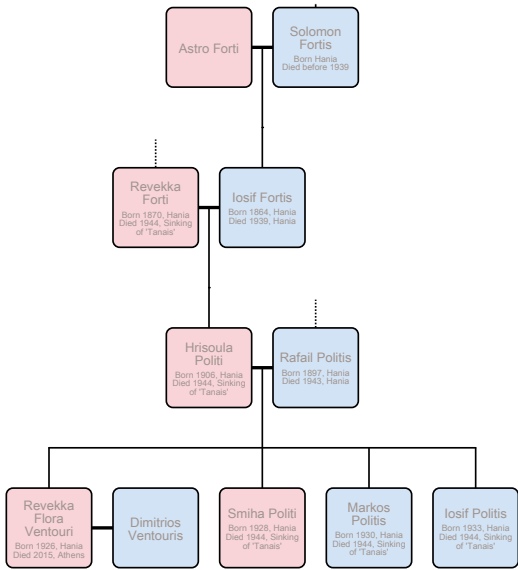 Astro Forti
Solomon
Fortis
Born Hania
Died before 1939
Revekka
Forti
Born 1870, Hania
Died 1944, Sinking
of 'Tanais'
Iosif Fortis
Born 1864, Hania
Died 1939, Hania
Hrisoula
Politi
Born 1906, Hania
Died 1944, Sinking
of 'Tanais'
Rafail Politis
Born 1897, Hania
Died 1943, Hania
Revekka
Flora
Ventouri
Born 1926, Hania
Died 2015, Athens
Dimitrios
Ventouris
Smiha Politi
Born 1928, Hania
Died 1944, Sinking
of 'Tanais'
Markos
Politis
Born 1930, Hania
Died 1944, Sinking
of 'Tanais'
Iosif Politis
Born 1933, Hania
Died 1944, Sinking
of 'Tanais'